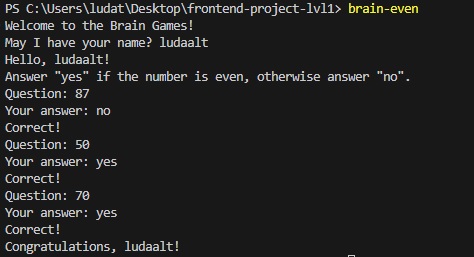 PS C:\Users\ludat\Desktop\frontend-project-lvl1> brain-even
Welcome to the Brain Games!
May I have your name? ludaalt
Hello, ludaalt!
Answer "yes" if the number is even, otherwise answer "no".
Question: 87
Your answer: no
Correct!
Question: 50
Your answer: yes
Correct!
Question: 70
Your answer: yes
Correct!
Congratulations, ludaalt!